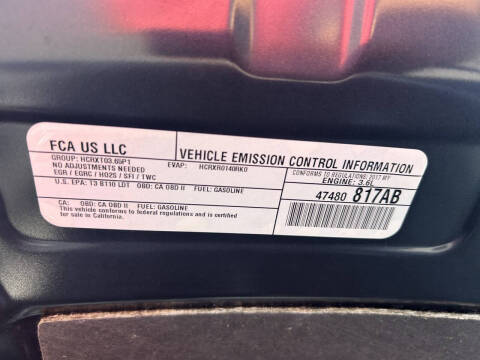 FCA US LLC
VEHICLE EMISSION CONTROL INFORMATION
GROUP: HCRXT03.65P1
EVAP: HCRXR0140RK0
CONFORMS TO REGULATIONS: 2017 MY
NO ADJUSTMENTS NEEDED
ENGINE: 3.6L
EGR / EGRC / HO2S / SFI / TWC
U.S. EPA: T3 B110 LDT OBD: CA OBD II FUEL: GASOLINE
47480 817AB
CA: OBD: CA OBD II FUEL: GASOLINE
This vehicle conforms to federal regulations and is certified
for sale in California.